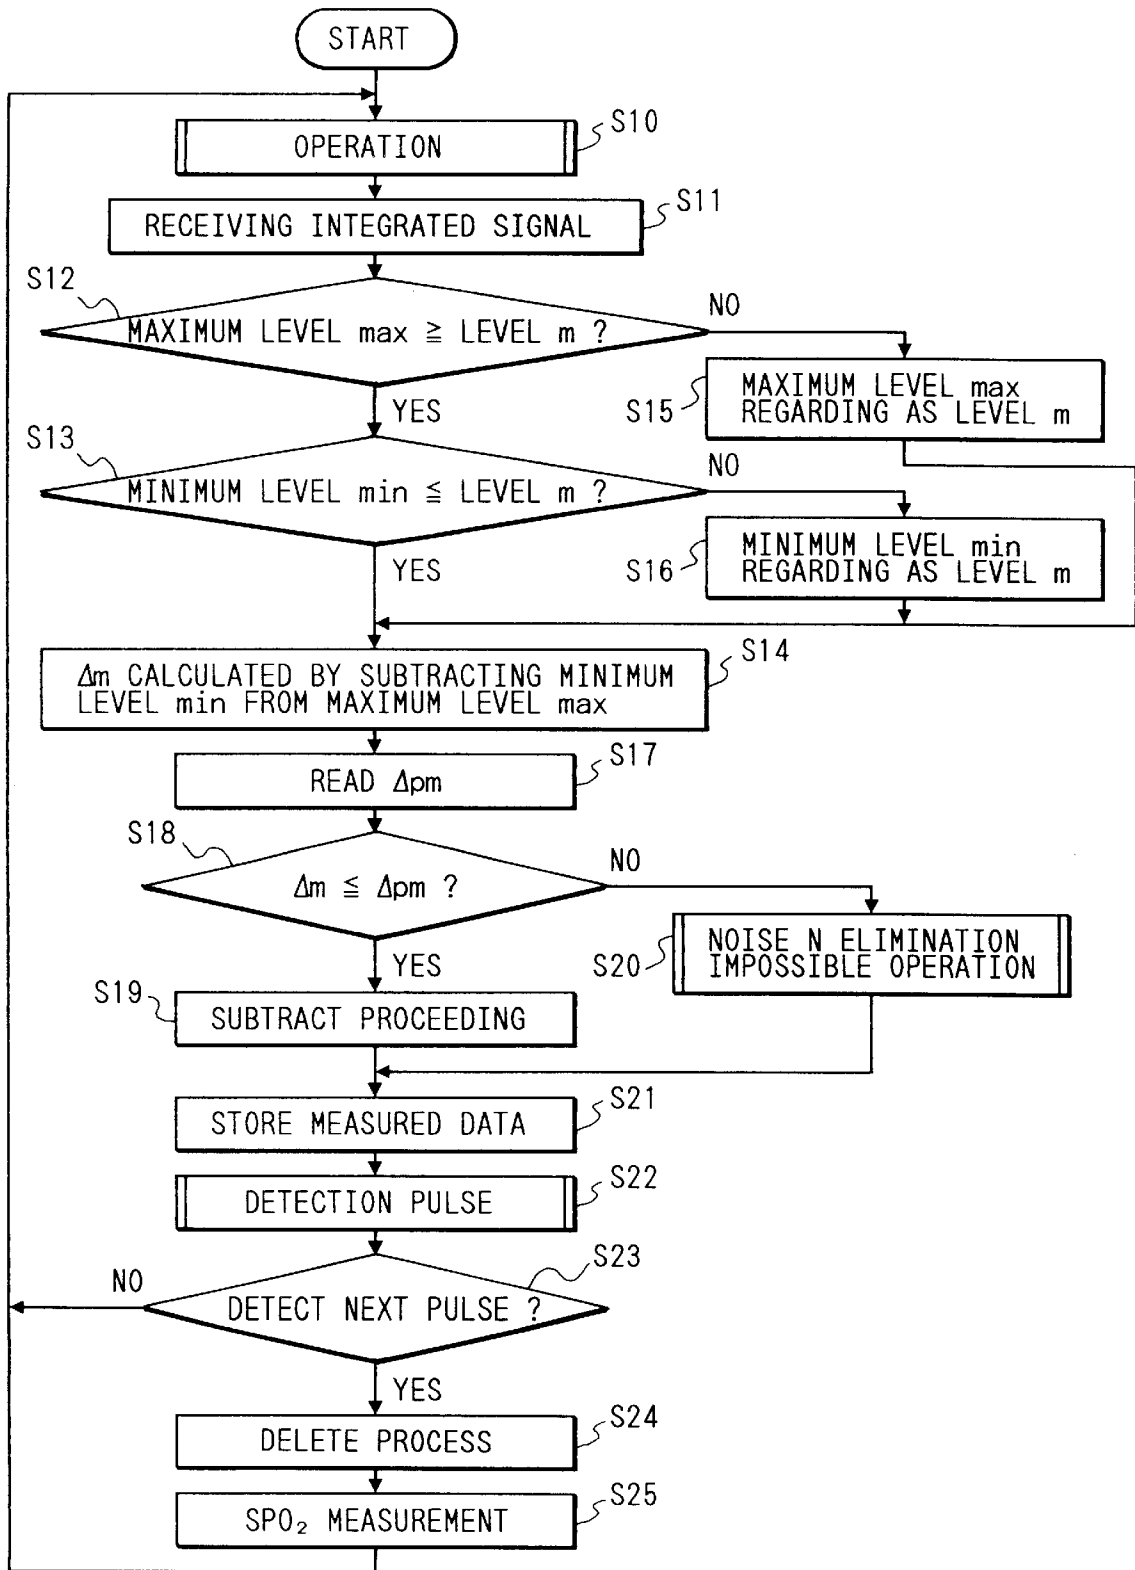 START
S10
OPERATION
S11
RECEIVING INTEGRATED SIGNAL
S12
MAXIMUM LEVEL max ≧ LEVEL m ?
NO
YES
S15
MAXIMUM LEVEL max
REGARDING AS LEVEL m
S13
MINIMUM LEVEL min ≦ LEVEL m ?
NO
YES
S16
MINIMUM LEVEL min
REGARDING AS LEVEL m
S14
Δm CALCULATED BY SUBTRACTING MINIMUM
LEVEL min FROM MAXIMUM LEVEL max
S17
READ Δpm
S18
Δm ≦ Δpm ?
NO
YES
S20
NOISE N ELIMINATION
IMPOSSIBLE OPERATION
S19
SUBTRACT PROCEEDING
S21
STORE MEASURED DATA
S22
DETECTION PULSE
S23
NO
DETECT NEXT PULSE ?
YES
S24
DELETE PROCESS
S25
SPO₂ MEASUREMENT